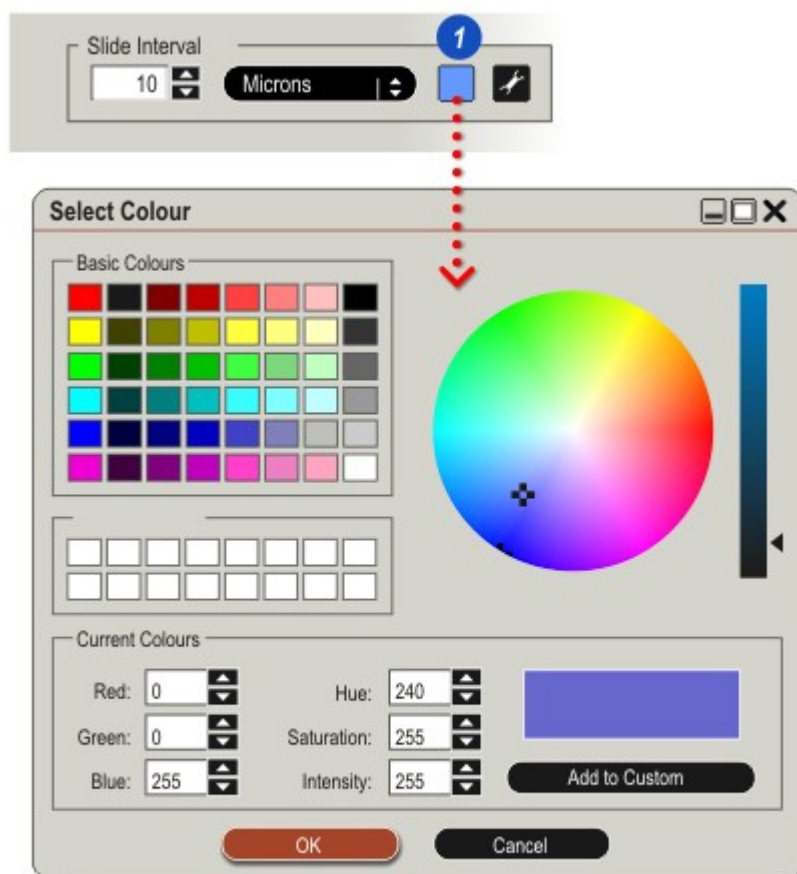 1
Slide Interval
10 Microns
Select Colour
Basic Colours
Current Colours
Red: 0 Hue: 240
Green: 0 Saturation: 255
Blue: 255 Intensity: 255 Add to Custom
OK Cancel